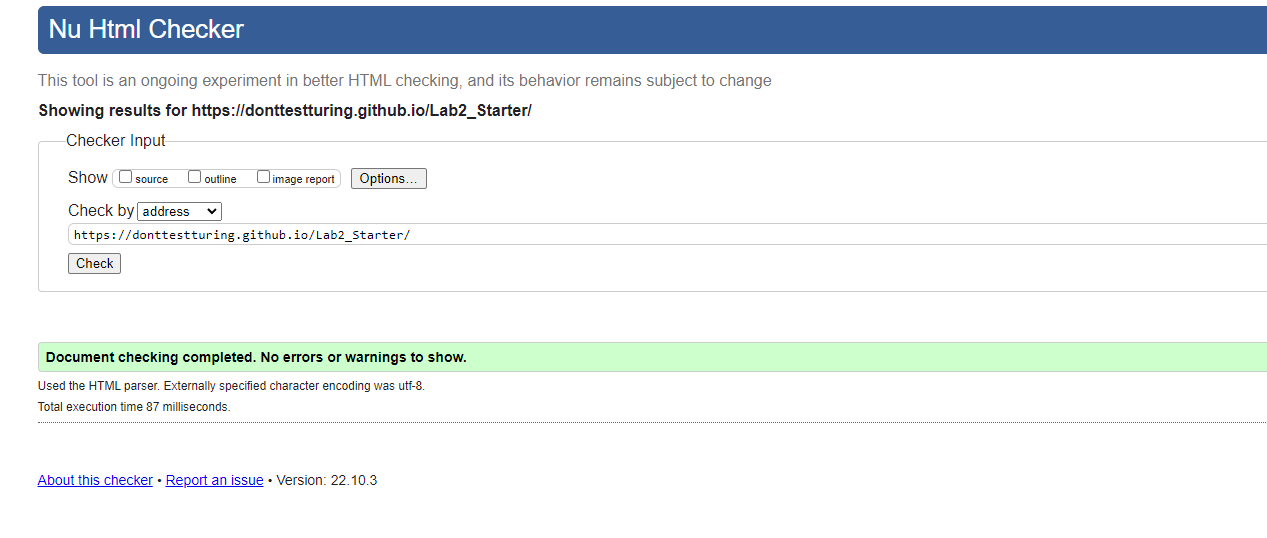 Nu Html Checker
This tool is an ongoing experiment in better HTML checking, and its behavior remains subject to change
Showing results for https://donttestturing.github.io/Lab2_Starter/
Checker Input
Show source outline image report Options...
Check by address
https://donttestturing.github.io/Lab2_Starter/
Check
Document checking completed. No errors or warnings to show.
Used the HTML parser. Externally specified character encoding was utf-8.
Total execution time 87 milliseconds.
About this checker • Report an issue • Version: 22.10.3